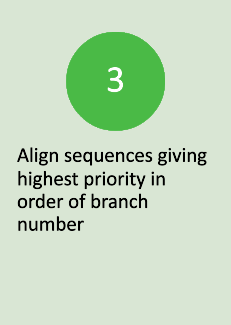 3
Align sequences giving
highest priority in
order of branch
number